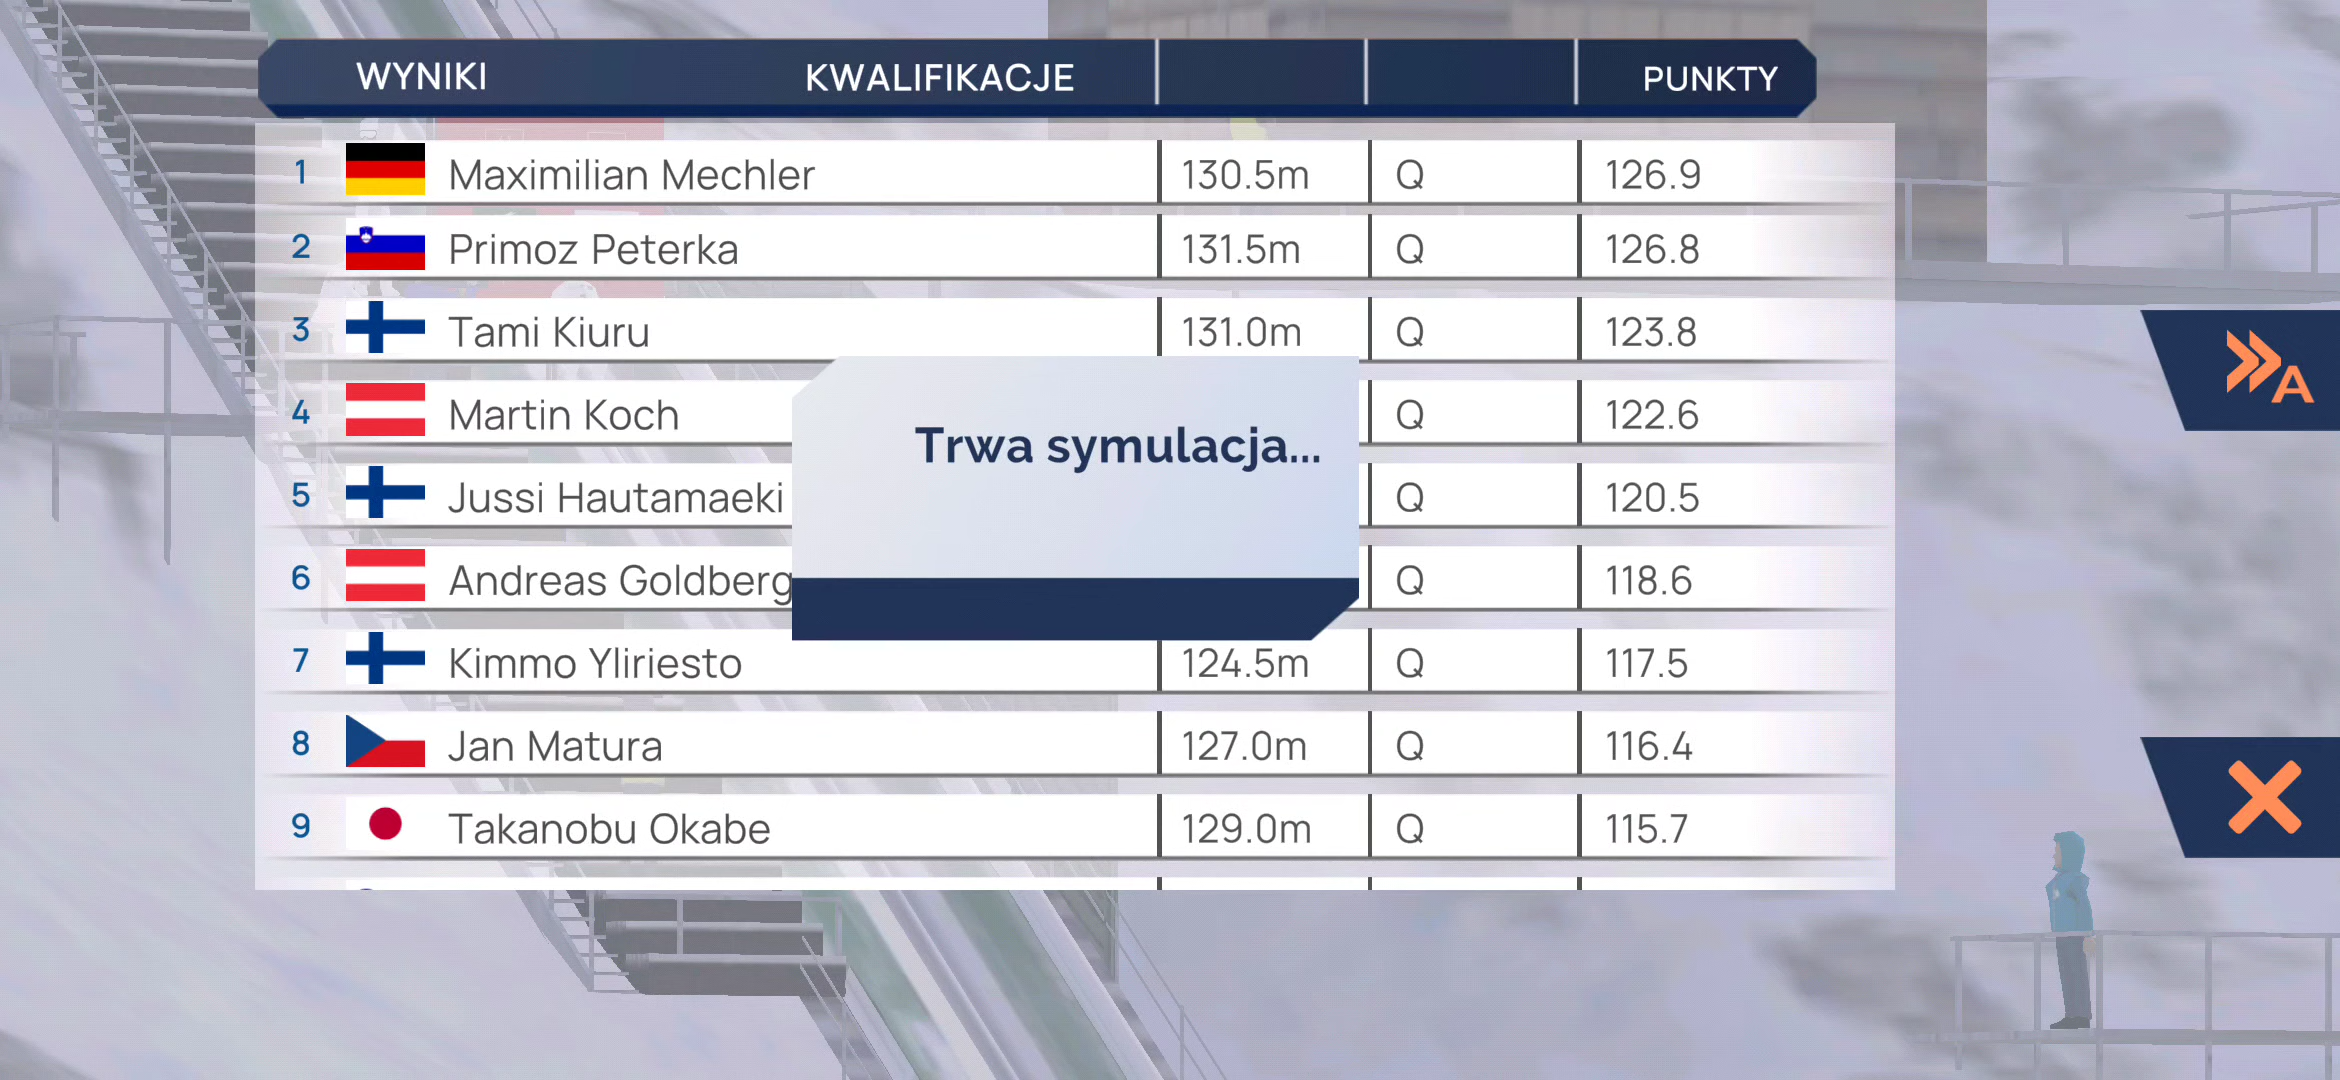 WYNIKI KWALIFIKACJE PUNKTY
1 Maximilian Mechler 130.5m Q 126.9
2 Primoz Peterka 131.5m Q 126.8
3 Tami Kiuru 131.0m Q 123.8
4 Martin Koch Q 122.6
Trwa symulacja...
5 Jussi Hautamaeki Q 120.5
6 Andreas Goldberg Q 118.6
7 Kimmo Yliriesto 124.5m Q 117.5
8 Jan Matura 127.0m Q 116.4
9 Takanobu Okabe 129.0m Q 115.7
A